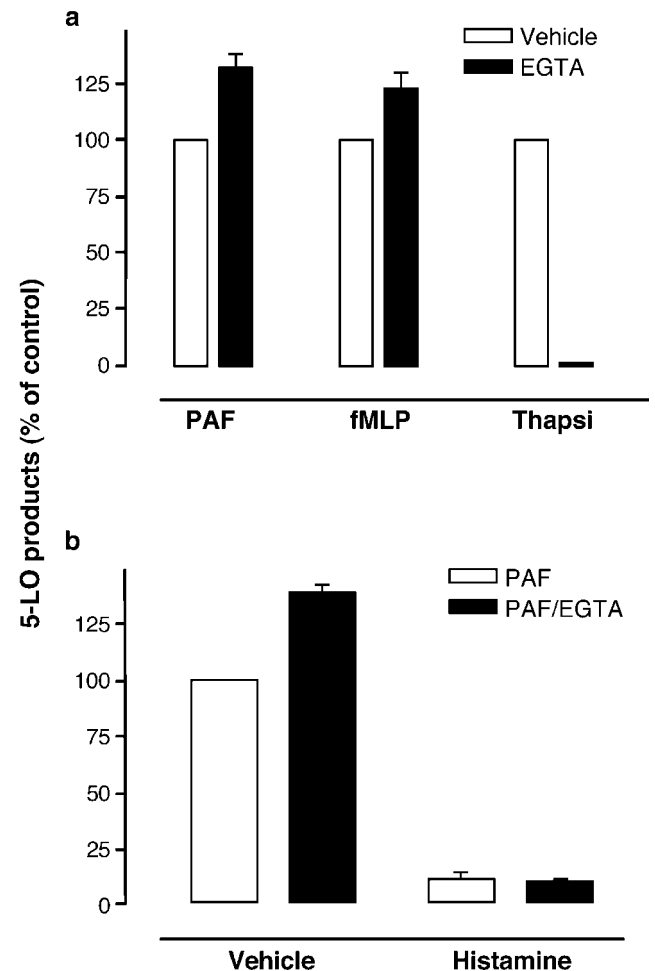 a
Vehicle
EGTA
125
100
75
50
25
0
PAF fMLP Thapsi
5-LO products (% of control)
b
PAF
PAF/EGTA
125
100
75
50
25
0
Vehicle Histamine